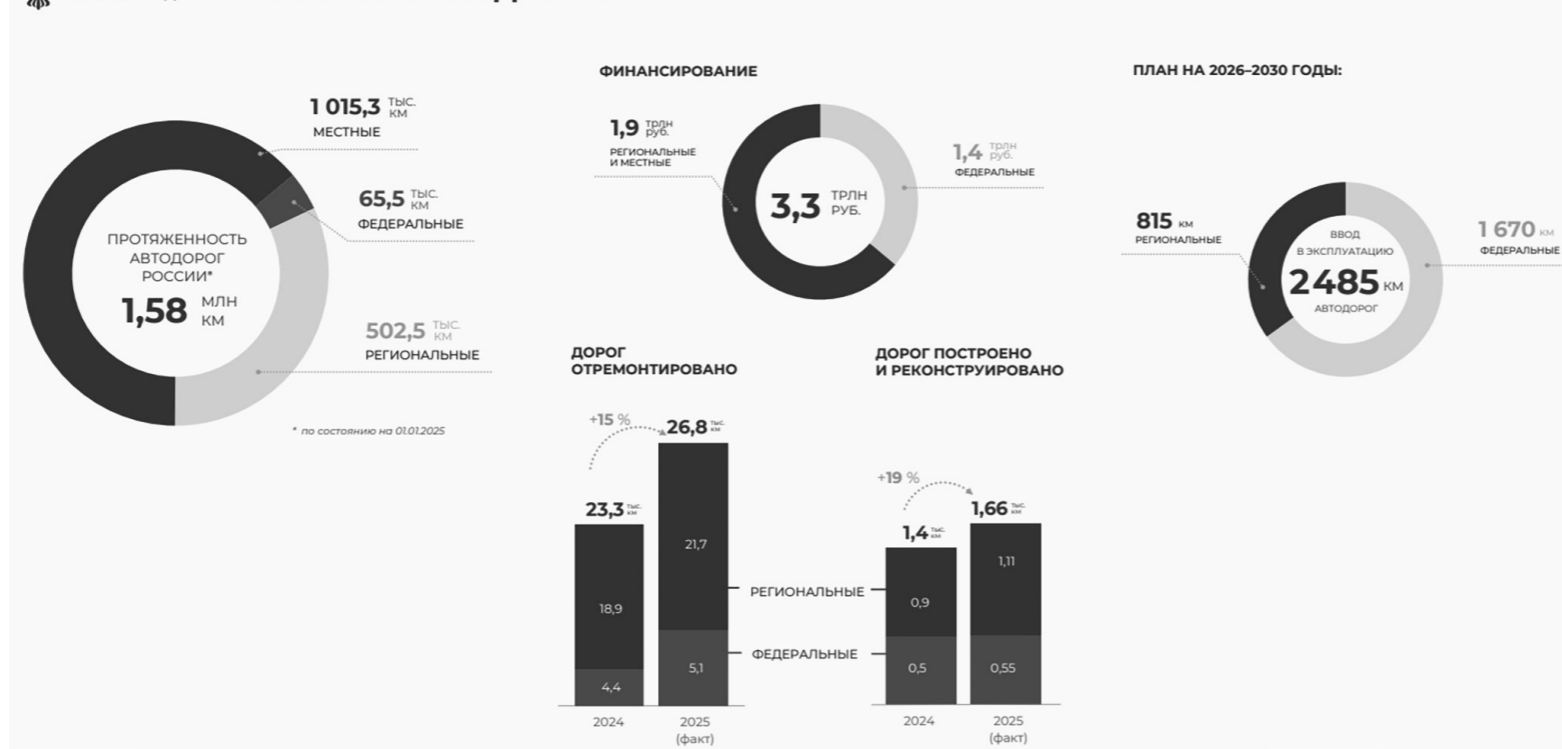 1 015,3 ТЫС. КМ
МЕСТНЫЕ
65,5 ТЫС. КМ
ФЕДЕРАЛЬНЫЕ
ПРОТЯЖЕННОСТЬ
АВТОДОРОГ
РОССИИ*
1,58 МЛН КМ
502,5 ТЫС. КМ
РЕГИОНАЛЬНЫЕ
* по состоянию на 01.01.2025
ФИНАНСИРОВАНИЕ
1,9 трлн руб.
РЕГИОНАЛЬНЫЕ
И МЕСТНЫЕ
3,3 ТРЛН РУБ.
1,4 трлн руб.
ФЕДЕРАЛЬНЫЕ
ПЛАН НА 2026–2030 ГОДЫ:
815 км
РЕГИОНАЛЬНЫЕ
ВВОД
В ЭКСПЛУАТАЦИЮ
2485 КМ
АВТОДОРОГ
1 670 км
ФЕДЕРАЛЬНЫЕ
ДОРОГ
ОТРЕМОНТИРОВАНО
+15 %
26,8 тыс. км
23,3 тыс. км
21,7
18,9
5,1
4,4
2024
2025
(факт)
РЕГИОНАЛЬНЫЕ
ФЕДЕРАЛЬНЫЕ
ДОРОГ ПОСТРОЕНО
И РЕКОНСТРУИРОВАНО
+19 %
1,66 тыс. км
1,4 тыс. км
1,11
0,9
0,5
0,55
2024
2025
(факт)